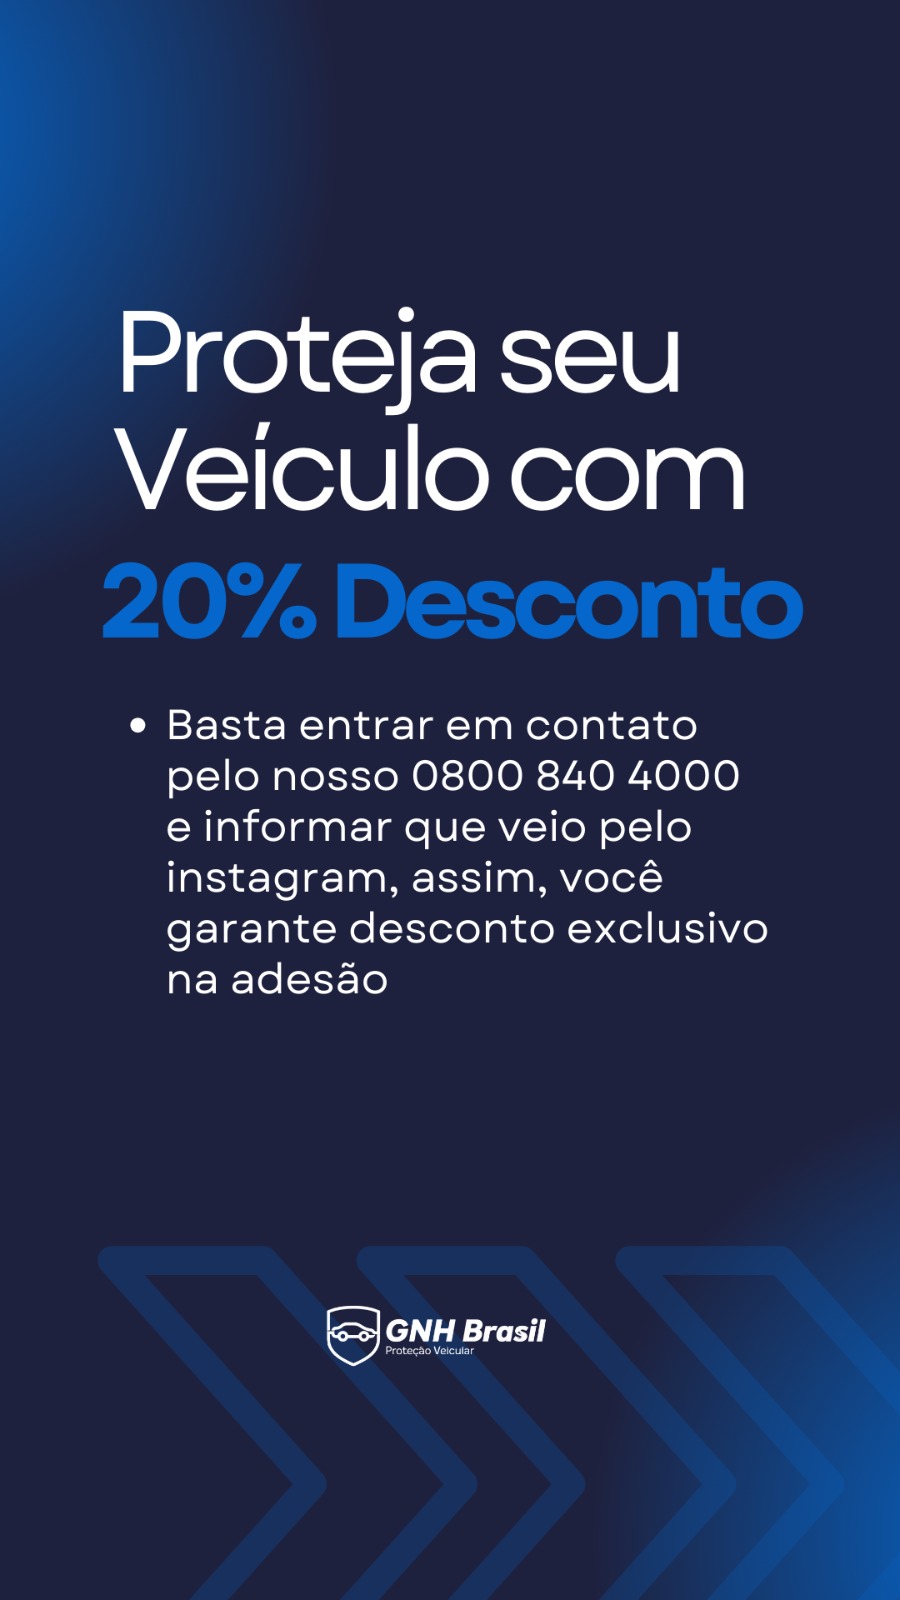 Proteja seu
Veículo com
20% Desconto
• Basta entrar em contato
pelo nosso 0800 840 4000
e informar que veio pelo
instagram, assim, você
garante desconto exclusivo
na adesão
GNH Brasil
Proteção Veicular